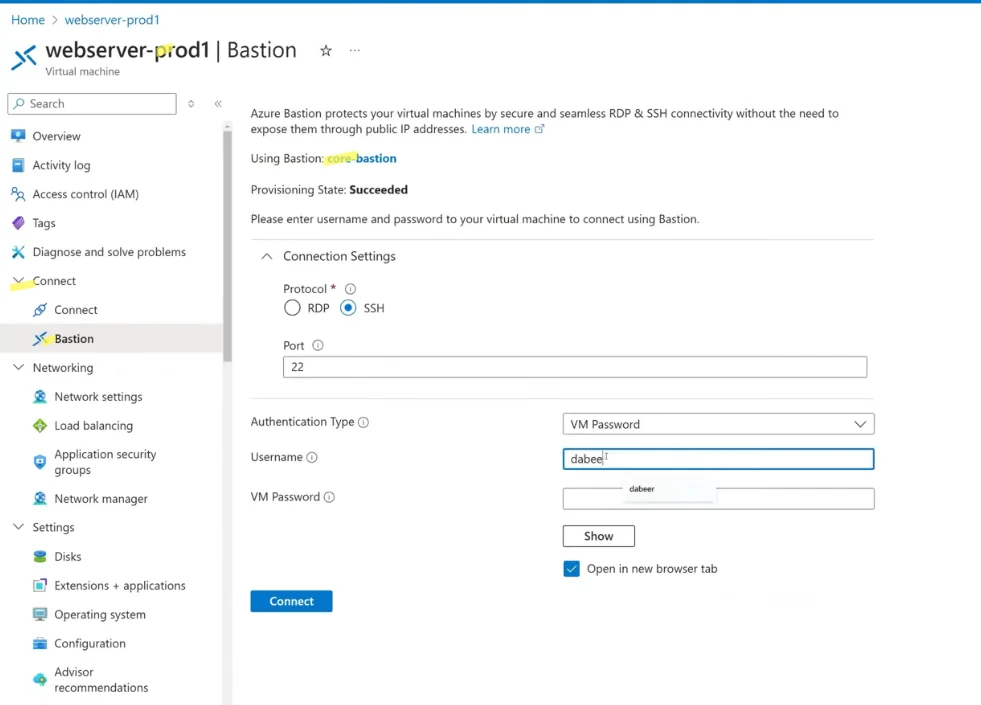 Home > webserver-prod1
webserver-prod1 | Bastion ☆ ...
Virtual machine
Search
Overview
Activity log
Access control (IAM)
Tags
Diagnose and solve problems
Connect
Connect
Bastion
Networking
Network settings
Load balancing
Application security
groups
Network manager
Settings
Disks
Extensions + applications
Operating system
Configuration
Advisor
recommendations
Azure Bastion protects your virtual machines by secure and seamless RDP & SSH connectivity without the need to
expose them through public IP addresses. Learn more
Using Bastion: core-bastion
Provisioning State: Succeeded
Please enter username and password to your virtual machine to connect using Bastion.
Connection Settings
Protocol *
RDP SSH
Port
22
Authentication Type VM Password
Username dabee
dabeer
VM Password
Show
Open in new browser tab
Connect